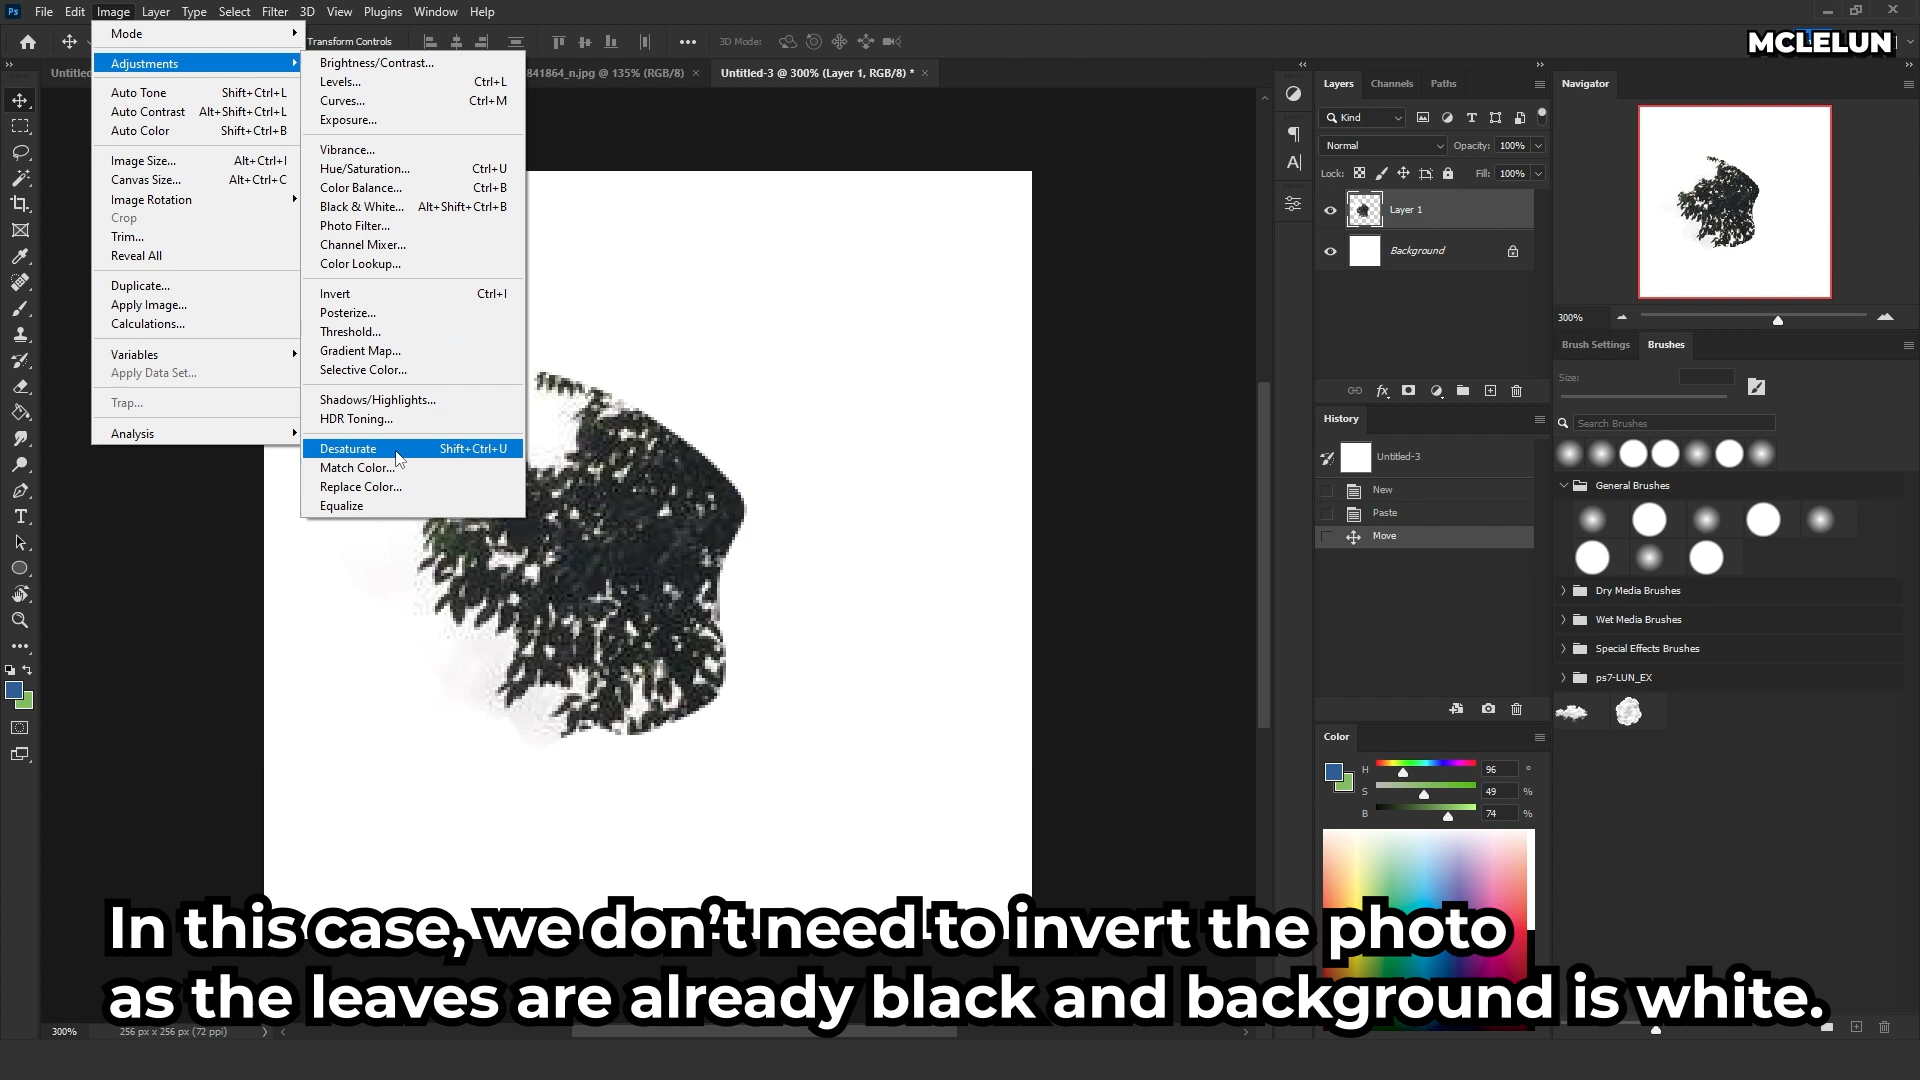 Ps File Edit Image Layer Type Select Filter 3D View Plugins Window Help
Transform Controls 3D Mode:
MCLELUN
Mode
Adjustments
Auto Tone Shift+Ctrl+L
Auto Contrast Alt+Shift+Ctrl+L
Auto Color Shift+Ctrl+B
Image Size... Alt+Ctrl+I
Canvas Size... Alt+Ctrl+C
Image Rotation
Crop
Trim...
Reveal All
Duplicate...
Apply Image...
Calculations...
Variables
Apply Data Set...
Trap...
Analysis
Brightness/Contrast...
Levels... Ctrl+L
Curves... Ctrl+M
Exposure...
Vibrance...
Hue/Saturation... Ctrl+U
Color Balance... Ctrl+B
Black & White... Alt+Shift+Ctrl+B
Photo Filter...
Channel Mixer...
Color Lookup...
Invert Ctrl+I
Posterize...
Threshold...
Gradient Map...
Selective Color...
Shadows/Highlights...
HDR Toning...
Desaturate Shift+Ctrl+U
Match Color...
Replace Color...
Equalize
Untitled
841864_n.jpg @ 135% (RGB/8) ×
Untitled-3 @ 300% (Layer 1, RGB/8) * ×
Layers Channels Paths
Kind
Normal Opacity: 100%
Lock: Fill: 100%
Layer 1
Background
fx
History
Untitled-3
New
Paste
Move
Color
H 96 °
S 49 %
B 74 %
Navigator
300%
Brush Settings Brushes
Size:
Search Brushes
General Brushes
Dry Media Brushes
Wet Media Brushes
Special Effects Brushes
ps7-LUN_EX
In this case, we don't need to invert the photo
as the leaves are already black and background is white.
300% 256 px x 256 px (72 ppi)